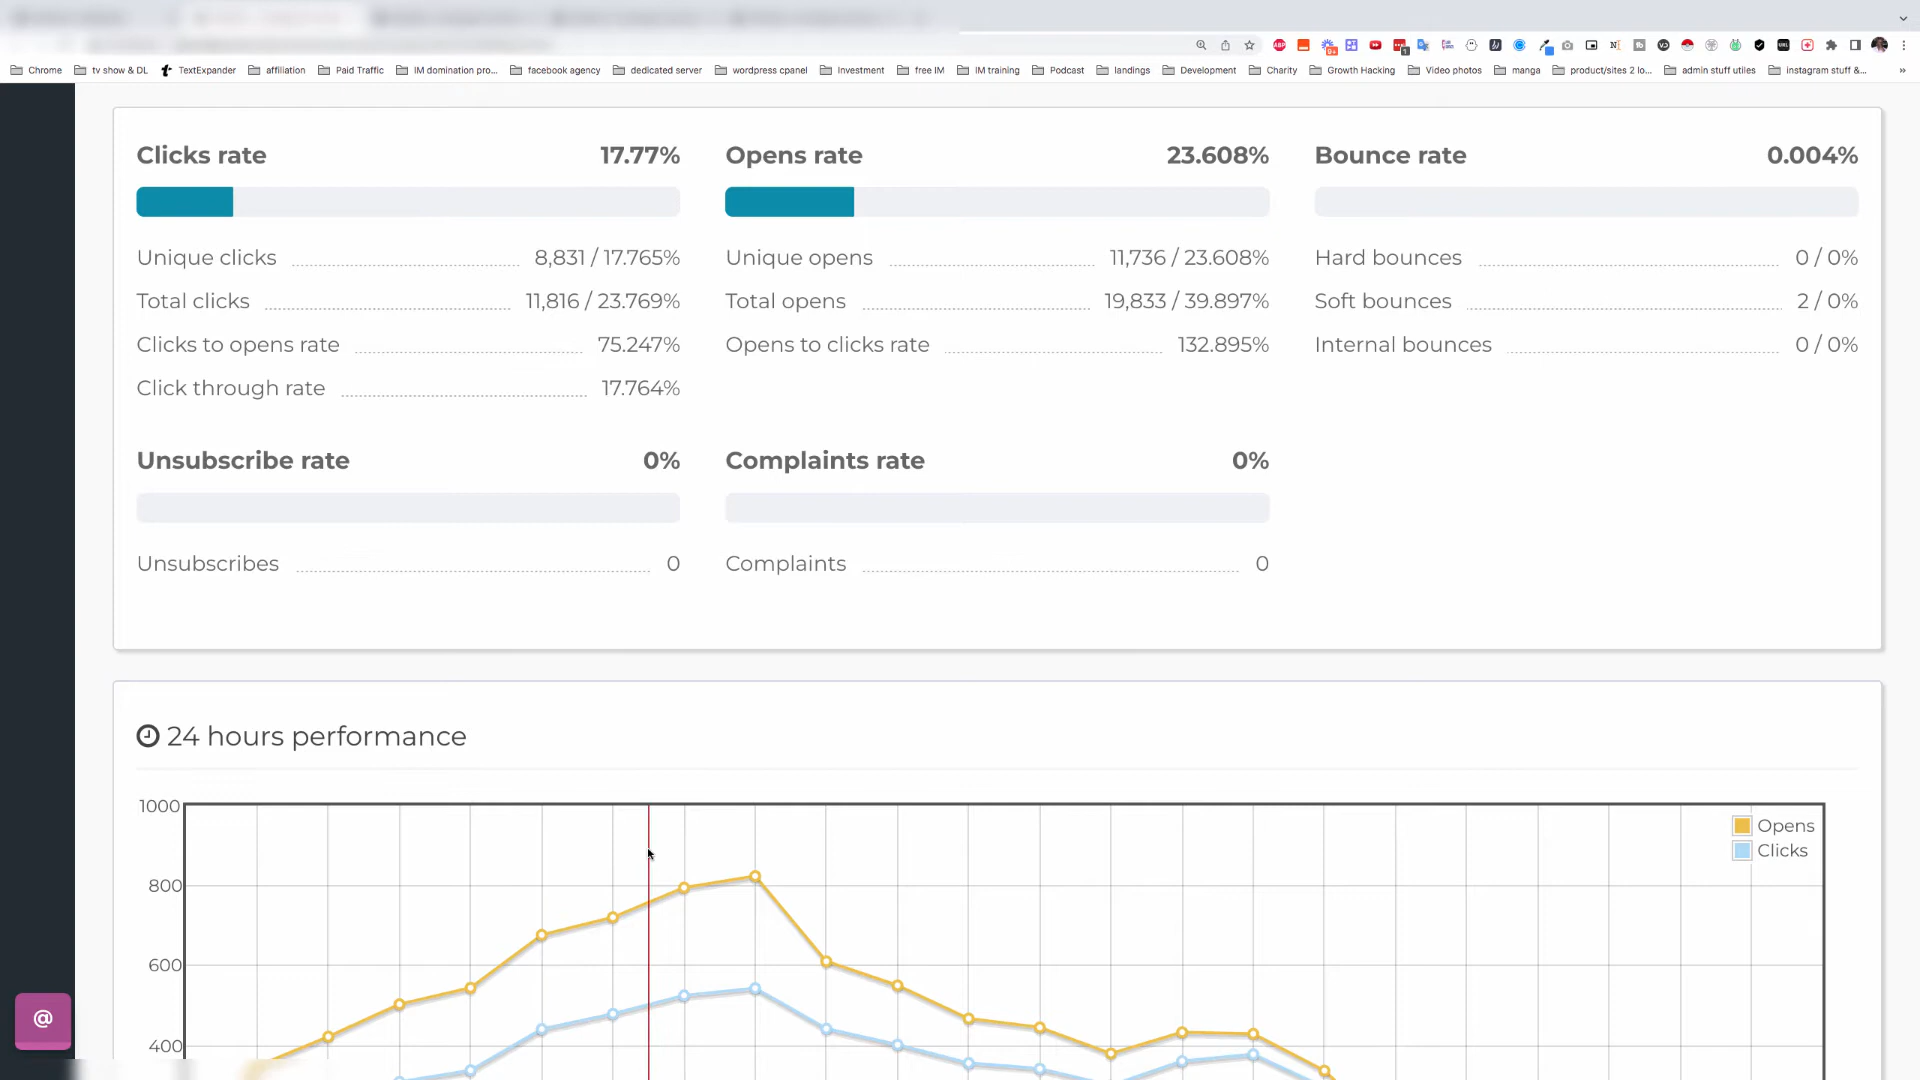 Chrome tv show & DL TextExpander affiliation Paid Traffic IM domination pro... facebook agency dedicated server wordpress cpanel Investment free IM IM training Podcast landings Development Charity Growth Hacking Video photos manga product/sites 2 lo... admin stuff utiles instagram stuff &... »
Clicks rate 17.77%
Unique clicks 8,831 / 17.765%
Total clicks 11,816 / 23.769%
Clicks to opens rate 75.247%
Click through rate 17.764%
Opens rate 23.608%
Unique opens 11,736 / 23.608%
Total opens 19,833 / 39.897%
Opens to clicks rate 132.895%
Bounce rate 0.004%
Hard bounces 0 / 0%
Soft bounces 2 / 0%
Internal bounces 0 / 0%
Unsubscribe rate 0%
Unsubscribes 0
Complaints rate 0%
Complaints 0
24 hours performance
1000
800
600
400
Opens
Clicks
@